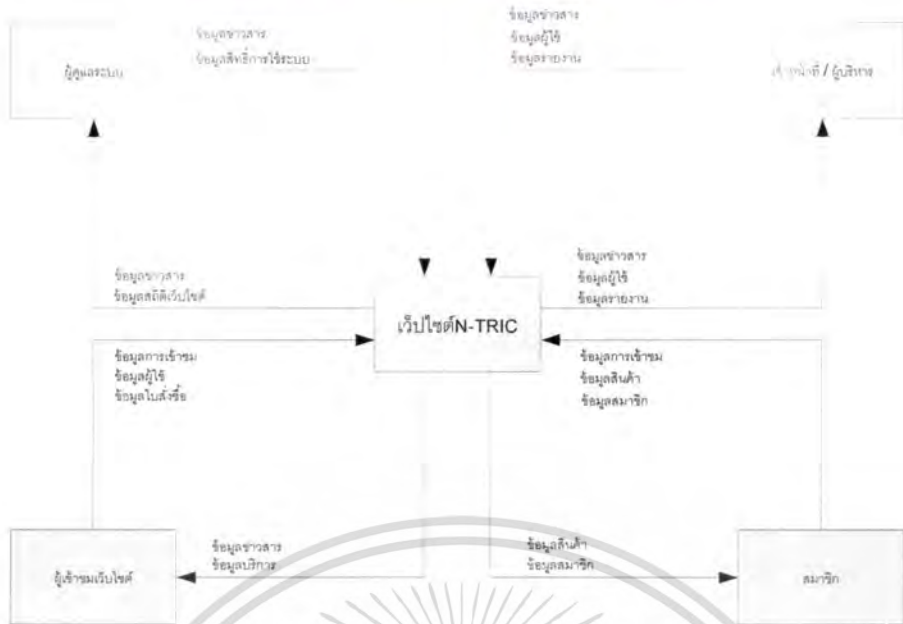 ข้อมูลข่าวสาร
ข้อมูลสิทธิ์การใช้ระบบ
ข้อมูลข่าวสาร
ข้อมูลผู้ใช้
ข้อมูลรายงาน
ผู้ดูแลระบบ
เจ้าหน้าที่ / ผู้บริหาร
ข้อมูลข่าวสาร
ข้อมูลสถิติเว็บไซต์
ข้อมูลข่าวสาร
ข้อมูลผู้ใช้
ข้อมูลรายงาน
เว็ปไซต์N-TRIC
ข้อมูลการเข้าชม
ข้อมูลผู้ใช้
ข้อมูลใบสั่งซื้อ
ข้อมูลการเข้าชม
ข้อมูลสินค้า
ข้อมูลสมาชิก
ผู้เข้าชมเว็บไซต์
ข้อมูลข่าวสาร
ข้อมูลบริการ
ข้อมูลสินค้า
ข้อมูลสมาชิก
สมาชิก